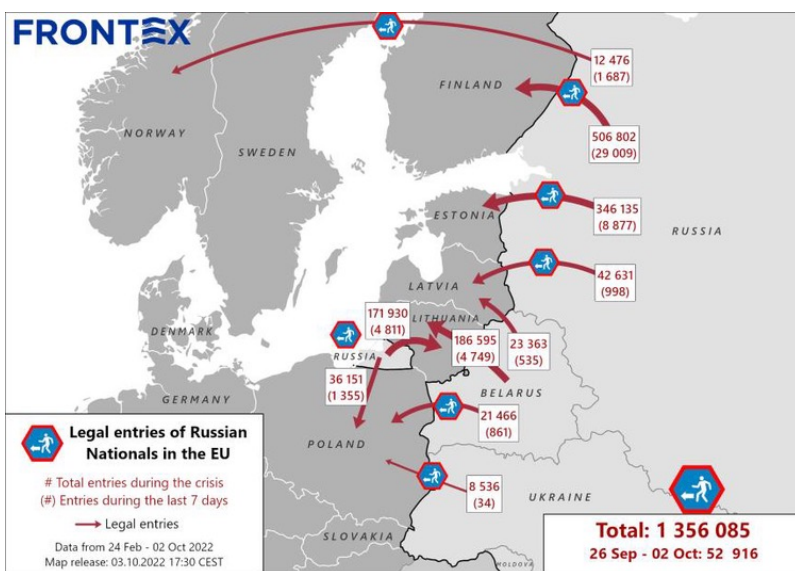 FRONTEX
12 476
(1 687)
FINLAND
NORWAY
SWEDEN
506 802
(29 009)
346 135
(8 877)
ESTONIA
RUSSIA
42 631
(998)
LATVIA
171 930
(4 811)
LITHUANIA
DENMARK
186 595
(4 749)
23 363
(535)
RUSSIA
36 151
(1 355)
BELARUS
GERMANY
21 466
(861)
POLAND
8 536
(34)
UKRAINE
SLOVAKIA
MOLDOVA
Legal entries of Russian
Nationals in the EU
# Total entries during the crisis
(#) Entries during the last 7 days
Legal entries
Data from 24 Feb - 02 Oct 2022
Map release: 03.10.2022 17:30 CEST
Total: 1 356 085
26 Sep - 02 Oct: 52 916